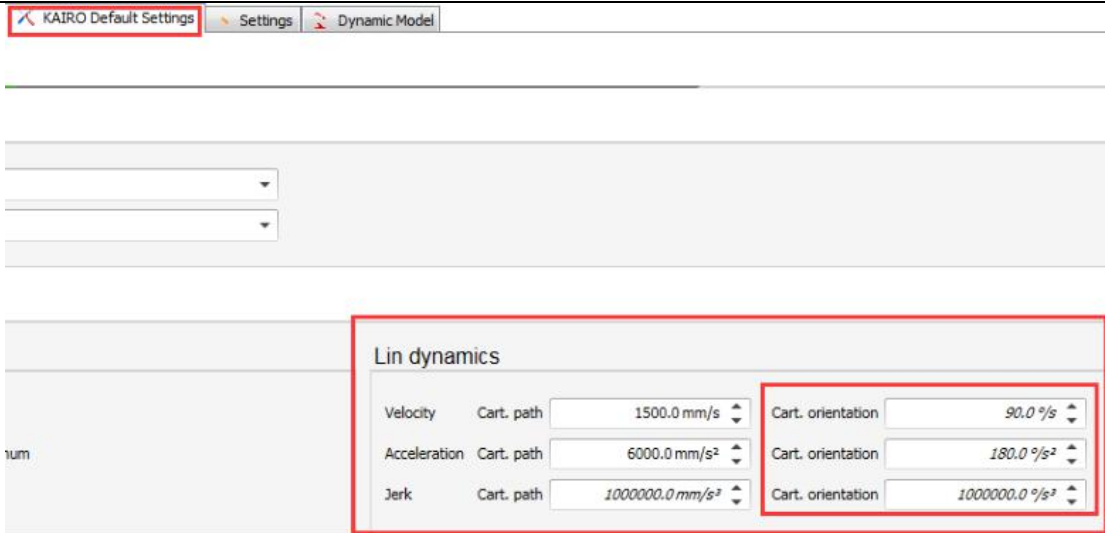 KAIRO Default Settings Settings Dynamic Model
Lin dynamics
Velocity Cart. path 1500.0 mm/s Cart. orientation 90.0 °/s
num Acceleration Cart. path 6000.0 mm/s² Cart. orientation 180.0 °/s²
Jerk Cart. path 1000000.0 mm/s³ Cart. orientation 1000000.0 °/s³